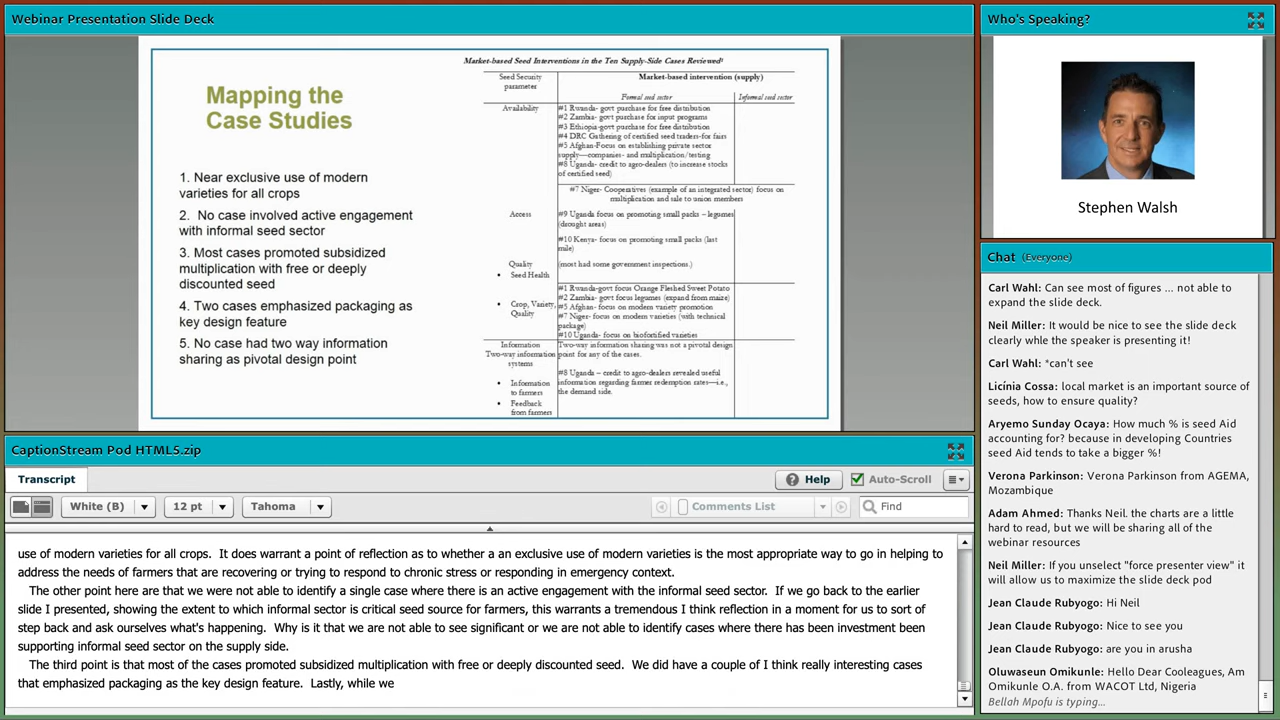 Webinar Presentation Slide Deck
Mapping the
Case Studies
1. Near exclusive use of modern
varieties for all crops
2. No case involved active engagement
with informal seed sector
3. Most cases promoted subsidized
multiplication with free or deeply
discounted seed
4. Two cases emphasized packaging as
key design feature
5. No case had two way information
sharing as pivotal design point
Market-based Seed Interventions in the Ten Supply-Side Cases Reviewed
Seed Security
parameter
Market-based intervention (supply)
Formal seed sector
Informal seed sector
Availability
#1 Rwanda- govt purchase for free distribution
#2 Zambia- govt purchase for input programs
#3 Ethiopia-govt purchase for free distribution
#4 DRC Gathering of certified seed traders-for fairs
#5 Afghan-Focus on establishing private sector
supply—companies- and multiplication/testing
#8 Uganda- credit to agro-dealers (to increase stocks
of certified seed)
#7 Niger- Cooperatives (example of an integrated sector) focus on
multiplication and sale to union members
Access
#9 Uganda focus on promoting small packs – legumes
(drought areas)
#10 Kenya- focus on promoting small packs (last
mile)
Quality
• Seed Health
(most had some government inspections.)
• Crop, Variety,
Quality
#1 Rwanda-govt focus Orange Fleshed Sweet Potato
#2 Zambia- govt focus legumes (expand from maize)
#5 Afghan- focus on modern variety promotion
#7 Niger- focus on modern varieties (with technical
package)
#10 Uganda- focus on biofortified varieties
Information
Two-way information
systems
Two-way information sharing was not a pivotal design
point for any of the cases.
• Information
to farmers
• Feedback
from farmers
#8 Uganda – credit to agro-dealers revealed useful
information regarding farmer redemption rates—i.e.,
the demand side.
Who's Speaking?
Stephen Walsh
Chat (Everyone)
Carl Wahl: Can see most of figures ... not able to
expand the slide deck.
Neil Miller: It would be nice to see the slide deck
clearly whle the speaker is presenting it!
Carl Wahl: *can't see
Licínia Cossa: local market is an important source of
seeds, how to ensure quality?
Aryemo Sunday Ocaya: How much % is seed Aid
accounting for? because in developing Countries
seed Aid tends to take a bigger %!
Verona Parkinson: Verona Parkinson from AGEMA,
Mozambique
Adam Ahmed: Thanks Neil. the charts are a little
hard to read, but we will be sharing all of the
webinar resources
Neil Miller: If you unselect "force presenter view" it
will allow us to maximize the slide deck pod
Jean Claude Rubyogo: Hi Neil
Jean Claude Rubyogo: Nice to see you
Jean Claude Rubyogo: are you in arusha
Oluwaseun Omikunle: Hello Dear Cooleagues, Am
Omikunle O.A. from WACOT Ltd, Nigeria
Bellah Mpofu is typing...
CaptionStream Pod HTML5.zip
Transcript
Help
Auto-Scroll
White (B)
12 pt
Tahoma
Comments List
Find
use of modern varieties for all crops. It does warrant a point of reflection as to whether a an exclusive use of modern varieties is the most appropriate way to go in helping to
address the needs of farmers that are recovering or trying to respond to chronic stress or responding in emergency context.
The other point here are that we were not able to identify a single case where there is an active engagement with the informal seed sector. If we go back to the earlier
slide I presented, showing the extent to which informal sector is critical seed source for farmers, this warrants a tremendous I think reflection in a moment for us to sort of
step back and ask ourselves what's happening. Why is it that we are not able to see significant or we are not able to identify cases where there has been investment been
supporting informal seed sector on the supply side.
The third point is that most of the cases promoted subsidized multiplication with free or deeply discounted seed. We did have a couple of I think really interesting cases
that emphasized packaging as the key design feature. Lastly, while we